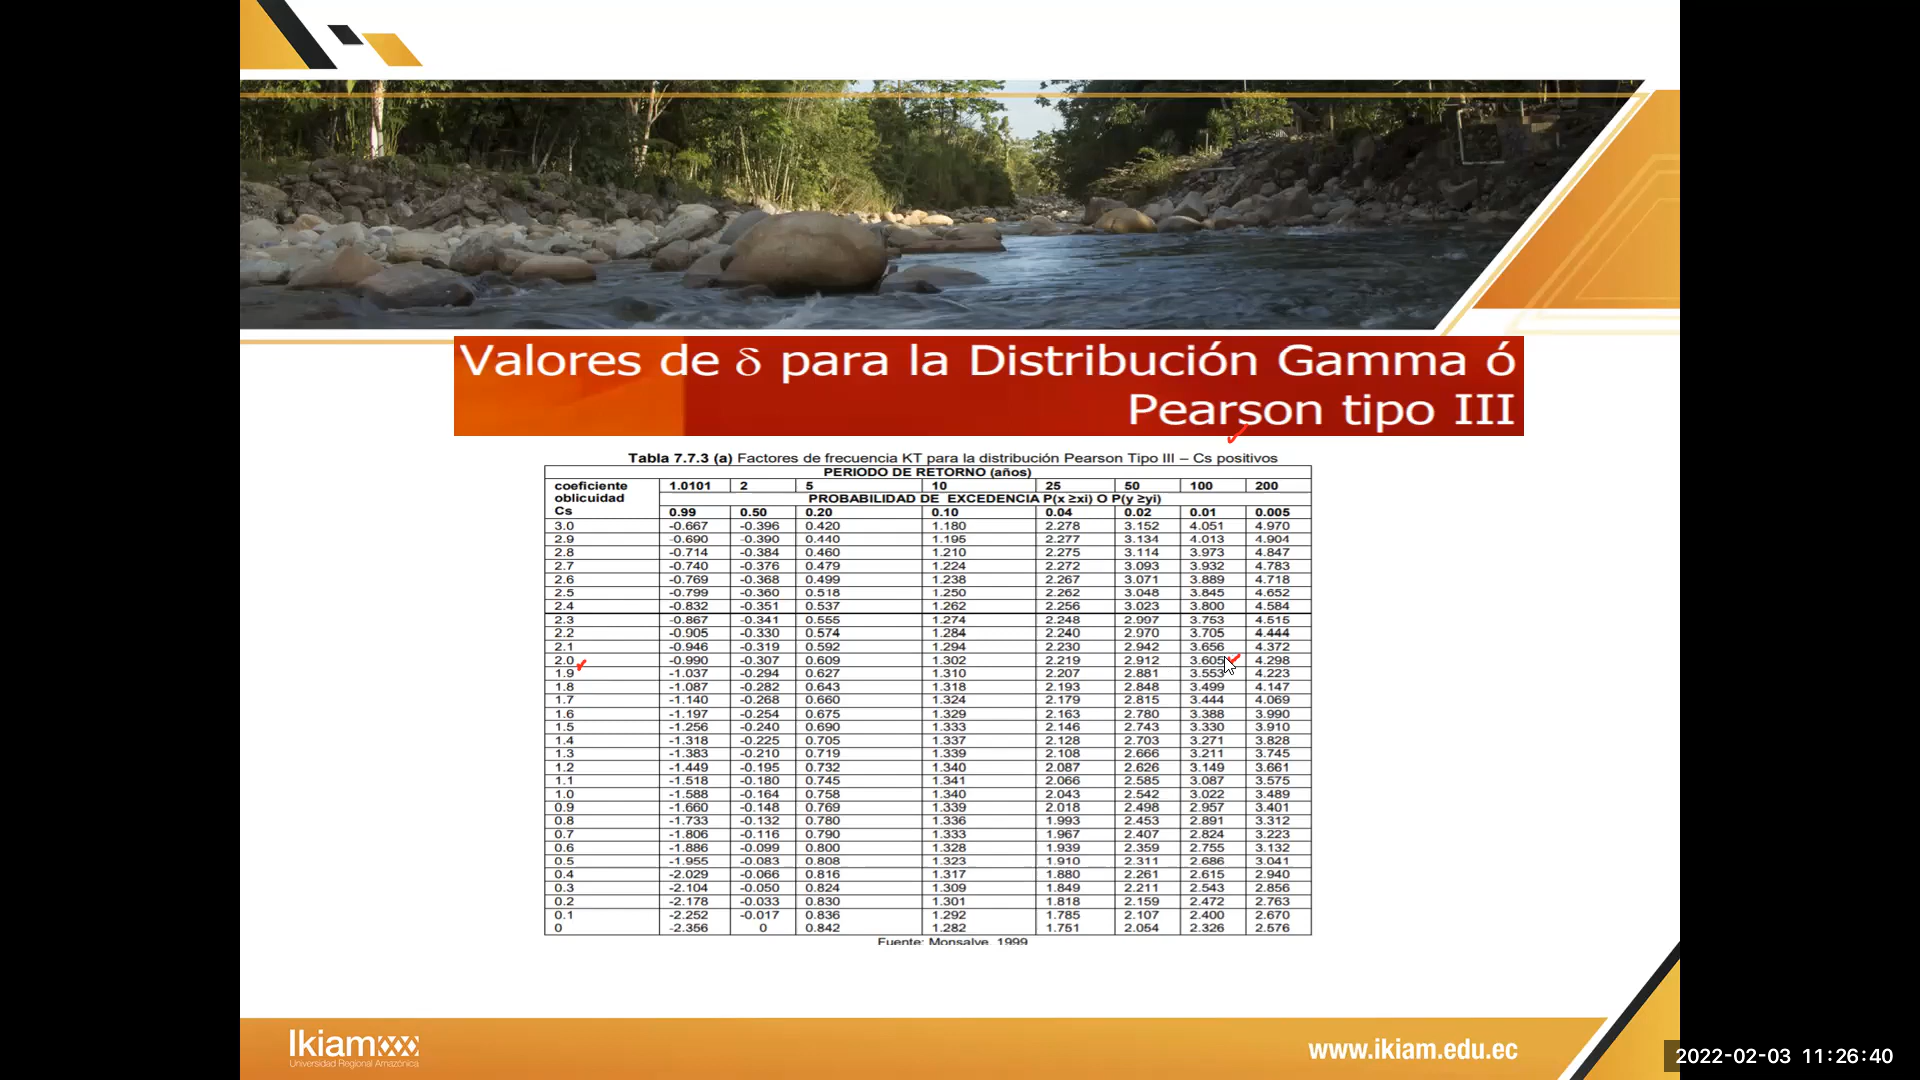 Valores de δ para la Distribución Gamma ó
Pearson tipo III
Tabla 7.7.3 (a) Factores de frecuencia KT para la distribución Pearson Tipo III – Cs positivos
PERIODO DE RETORNO (años)
coeficiente oblicuidad Cs 1.0101 2 5 10 25 50 100 200
PROBABILIDAD DE EXCEDENCIA P(x ≥xi) O P(y ≥yi)
0.99 0.50 0.20 0.10 0.04 0.02 0.01 0.005
3.0 -0.667 -0.396 0.420 1.180 2.278 3.152 4.051 4.970
2.9 -0.690 -0.390 0.440 1.195 2.277 3.134 4.013 4.904
2.8 -0.714 -0.384 0.460 1.210 2.275 3.114 3.973 4.847
2.7 -0.740 -0.376 0.479 1.224 2.272 3.093 3.932 4.783
2.6 -0.769 -0.368 0.499 1.238 2.267 3.071 3.889 4.718
2.5 -0.799 -0.360 0.518 1.250 2.262 3.048 3.845 4.652
2.4 -0.832 -0.351 0.537 1.262 2.256 3.023 3.800 4.584
2.3 -0.867 -0.341 0.555 1.274 2.248 2.997 3.753 4.515
2.2 -0.905 -0.330 0.574 1.284 2.240 2.970 3.705 4.444
2.1 -0.946 -0.319 0.592 1.294 2.230 2.942 3.656 4.372
2.0 -0.990 -0.307 0.609 1.302 2.219 2.912 3.605 4.298
1.9 -1.037 -0.294 0.627 1.310 2.207 2.881 3.553 4.223
1.8 -1.087 -0.282 0.643 1.318 2.193 2.848 3.499 4.147
1.7 -1.140 -0.268 0.660 1.324 2.179 2.815 3.444 4.069
1.6 -1.197 -0.254 0.675 1.329 2.163 2.780 3.388 3.990
1.5 -1.256 -0.240 0.690 1.333 2.146 2.743 3.330 3.910
1.4 -1.318 -0.225 0.705 1.337 2.128 2.703 3.271 3.828
1.3 -1.383 -0.210 0.719 1.339 2.108 2.666 3.211 3.745
1.2 -1.449 -0.195 0.732 1.340 2.087 2.626 3.149 3.661
1.1 -1.518 -0.180 0.745 1.341 2.066 2.585 3.087 3.575
1.0 -1.588 -0.164 0.758 1.340 2.043 2.542 3.022 3.489
0.9 -1.660 -0.148 0.769 1.339 2.018 2.498 2.957 3.401
0.8 -1.733 -0.132 0.780 1.336 1.993 2.453 2.891 3.312
0.7 -1.806 -0.116 0.790 1.333 1.967 2.407 2.824 3.223
0.6 -1.886 -0.099 0.800 1.328 1.939 2.359 2.755 3.132
0.5 -1.955 -0.083 0.808 1.323 1.910 2.311 2.686 3.041
0.4 -2.029 -0.066 0.816 1.317 1.880 2.261 2.615 2.940
0.3 -2.104 -0.050 0.824 1.309 1.849 2.211 2.543 2.856
0.2 -2.178 -0.033 0.830 1.301 1.818 2.159 2.472 2.763
0.1 -2.252 -0.017 0.836 1.292 1.785 2.107 2.400 2.670
0 -2.356 0 0.842 1.282 1.751 2.054 2.326 2.576
Fuente: Monsalve, 1999
Ikiam
Universidad Regional Amazónica
www.ikiam.edu.ec
2022-02-03 11:26:40